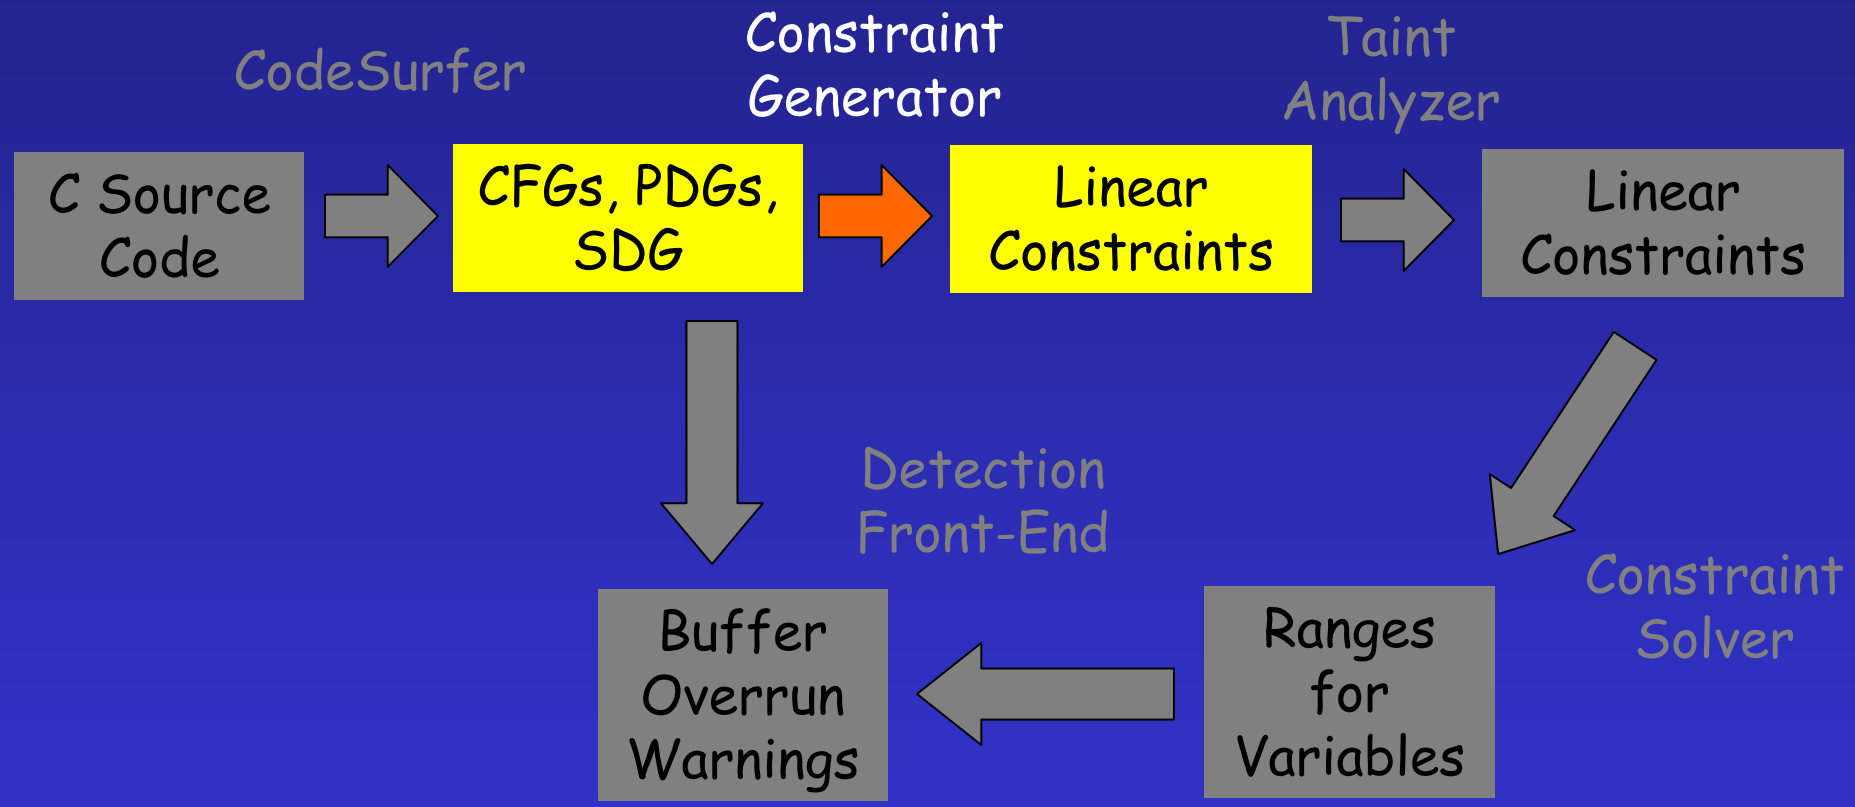 CodeSurfer
Constraint
Generator
Taint
Analyzer
C Source
Code
CFGs, PDGs,
SDG
Linear
Constraints
Linear
Constraints
Detection
Front-End
Constraint
Solver
Buffer
Overrun
Warnings
Ranges
for
Variables